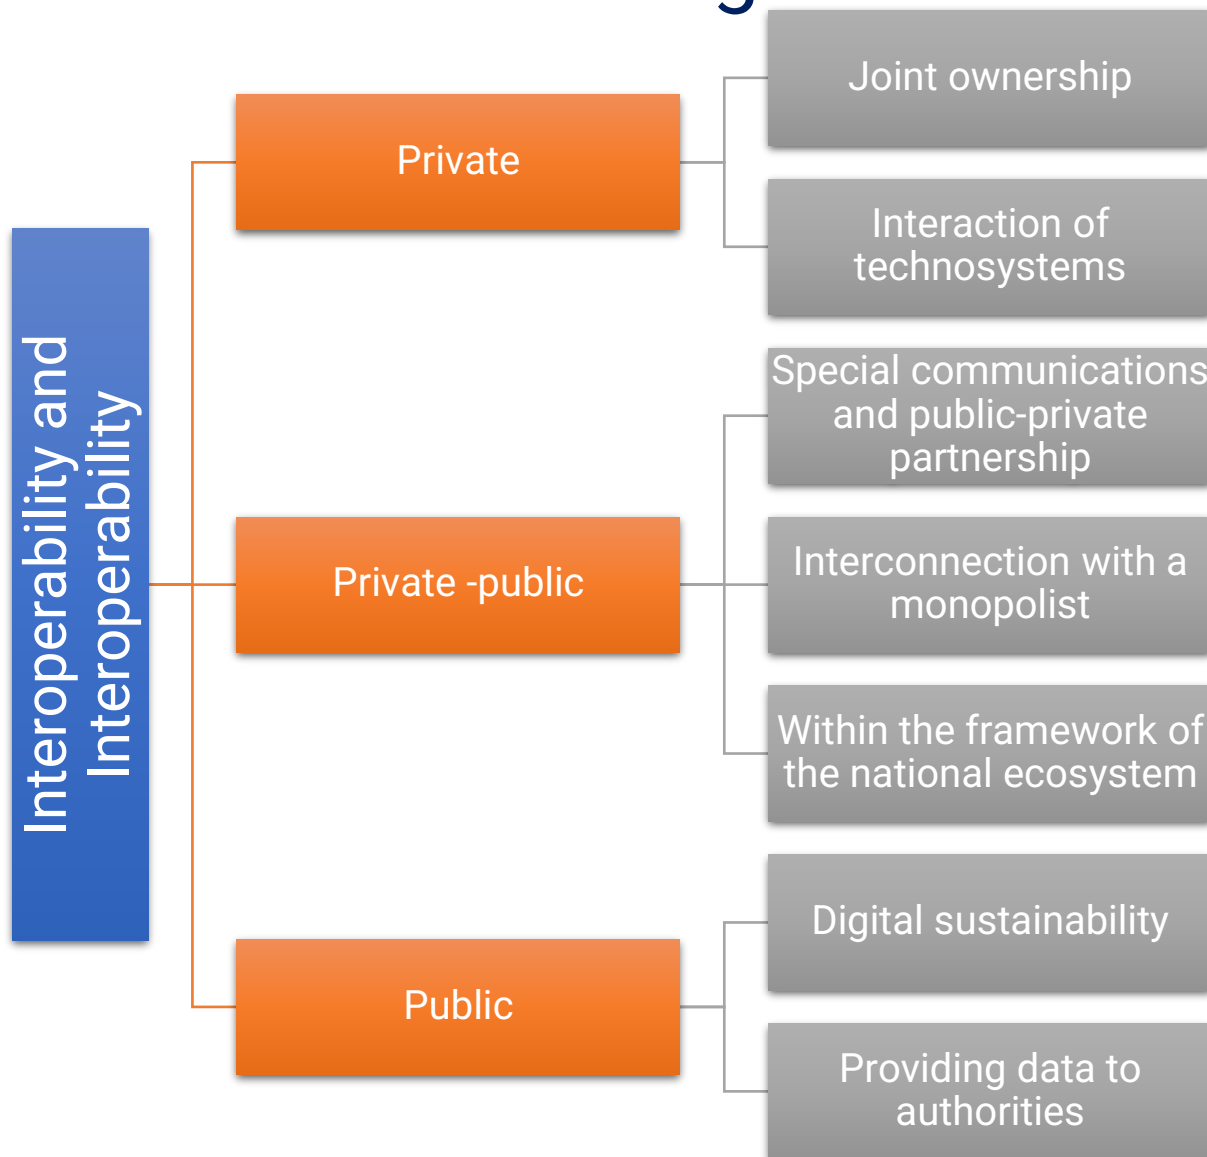 Interoperability and
Interoperability
Private
Joint ownership
Interaction of
technosystems
Private -public
Special communications
and public-private
partnership
Interconnection with a
monopolist
Within the framework of
the national ecosystem
Public
Digital sustainability
Providing data to
authorities